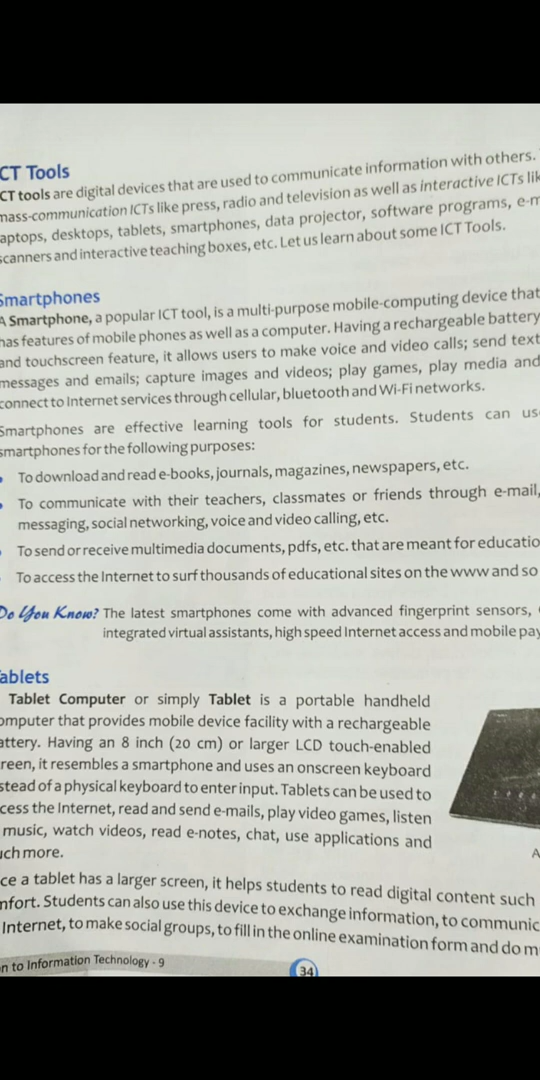 CT Tools
CT tools are digital devices that are used to communicate information with others.
mass-communication ICTs like press, radio and television as well as interactive ICTs lik
aptops, desktops, tablets, smartphones, data projector, software programs, e-m
scanners and interactive teaching boxes, etc. Let us learn about some ICT Tools.
Smartphones
A Smartphone, a popular ICT tool, is a multi-purpose mobile-computing device that
has features of mobile phones as well as a computer. Having a rechargeable battery
and touchscreen feature, it allows users to make voice and video calls; send text
messages and emails; capture images and videos; play games, play media and
connect to Internet services through cellular, bluetooth and Wi-Fi networks.
Smartphones are effective learning tools for students. Students can us
smartphones for the following purposes:
To download and read e-books, journals, magazines, newspapers, etc.
To communicate with their teachers, classmates or friends through e-mail,
messaging, social networking, voice and video calling, etc.
To send or receive multimedia documents, pdfs, etc. that are meant for educatio
To access the Internet to surf thousands of educational sites on the www and so
Do You Know? The latest smartphones come with advanced fingerprint sensors,
integrated virtual assistants, high speed Internet access and mobile pay
ablets
Tablet Computer or simply Tablet is a portable handheld
omputer that provides mobile device facility with a rechargeable
attery. Having an 8 inch (20 cm) or larger LCD touch-enabled
reen, it resembles a smartphone and uses an onscreen keyboard
stead of a physical keyboard to enter input. Tablets can be used to
cess the Internet, read and send e-mails, play video games, listen
music, watch videos, read e-notes, chat, use applications and
uch more.
A
ce a tablet has a larger screen, it helps students to read digital content such
nfort. Students can also use this device to exchange information, to communic
Internet, to make social groups, to fill in the online examination form and do m
n to Information Technology - 9
34